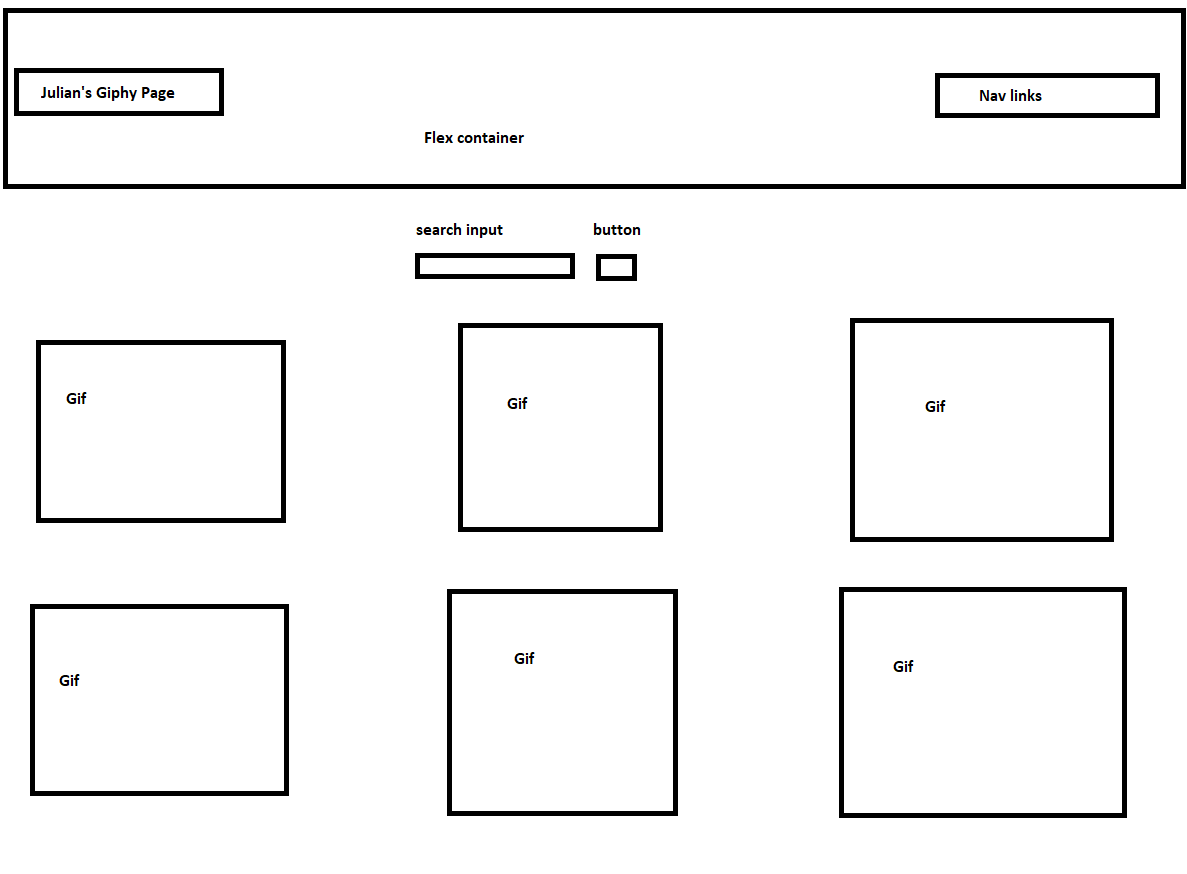 Julian's Giphy Page
Nav links
Flex container
search input
button
Gif
Gif
Gif
Gif
Gif
Gif